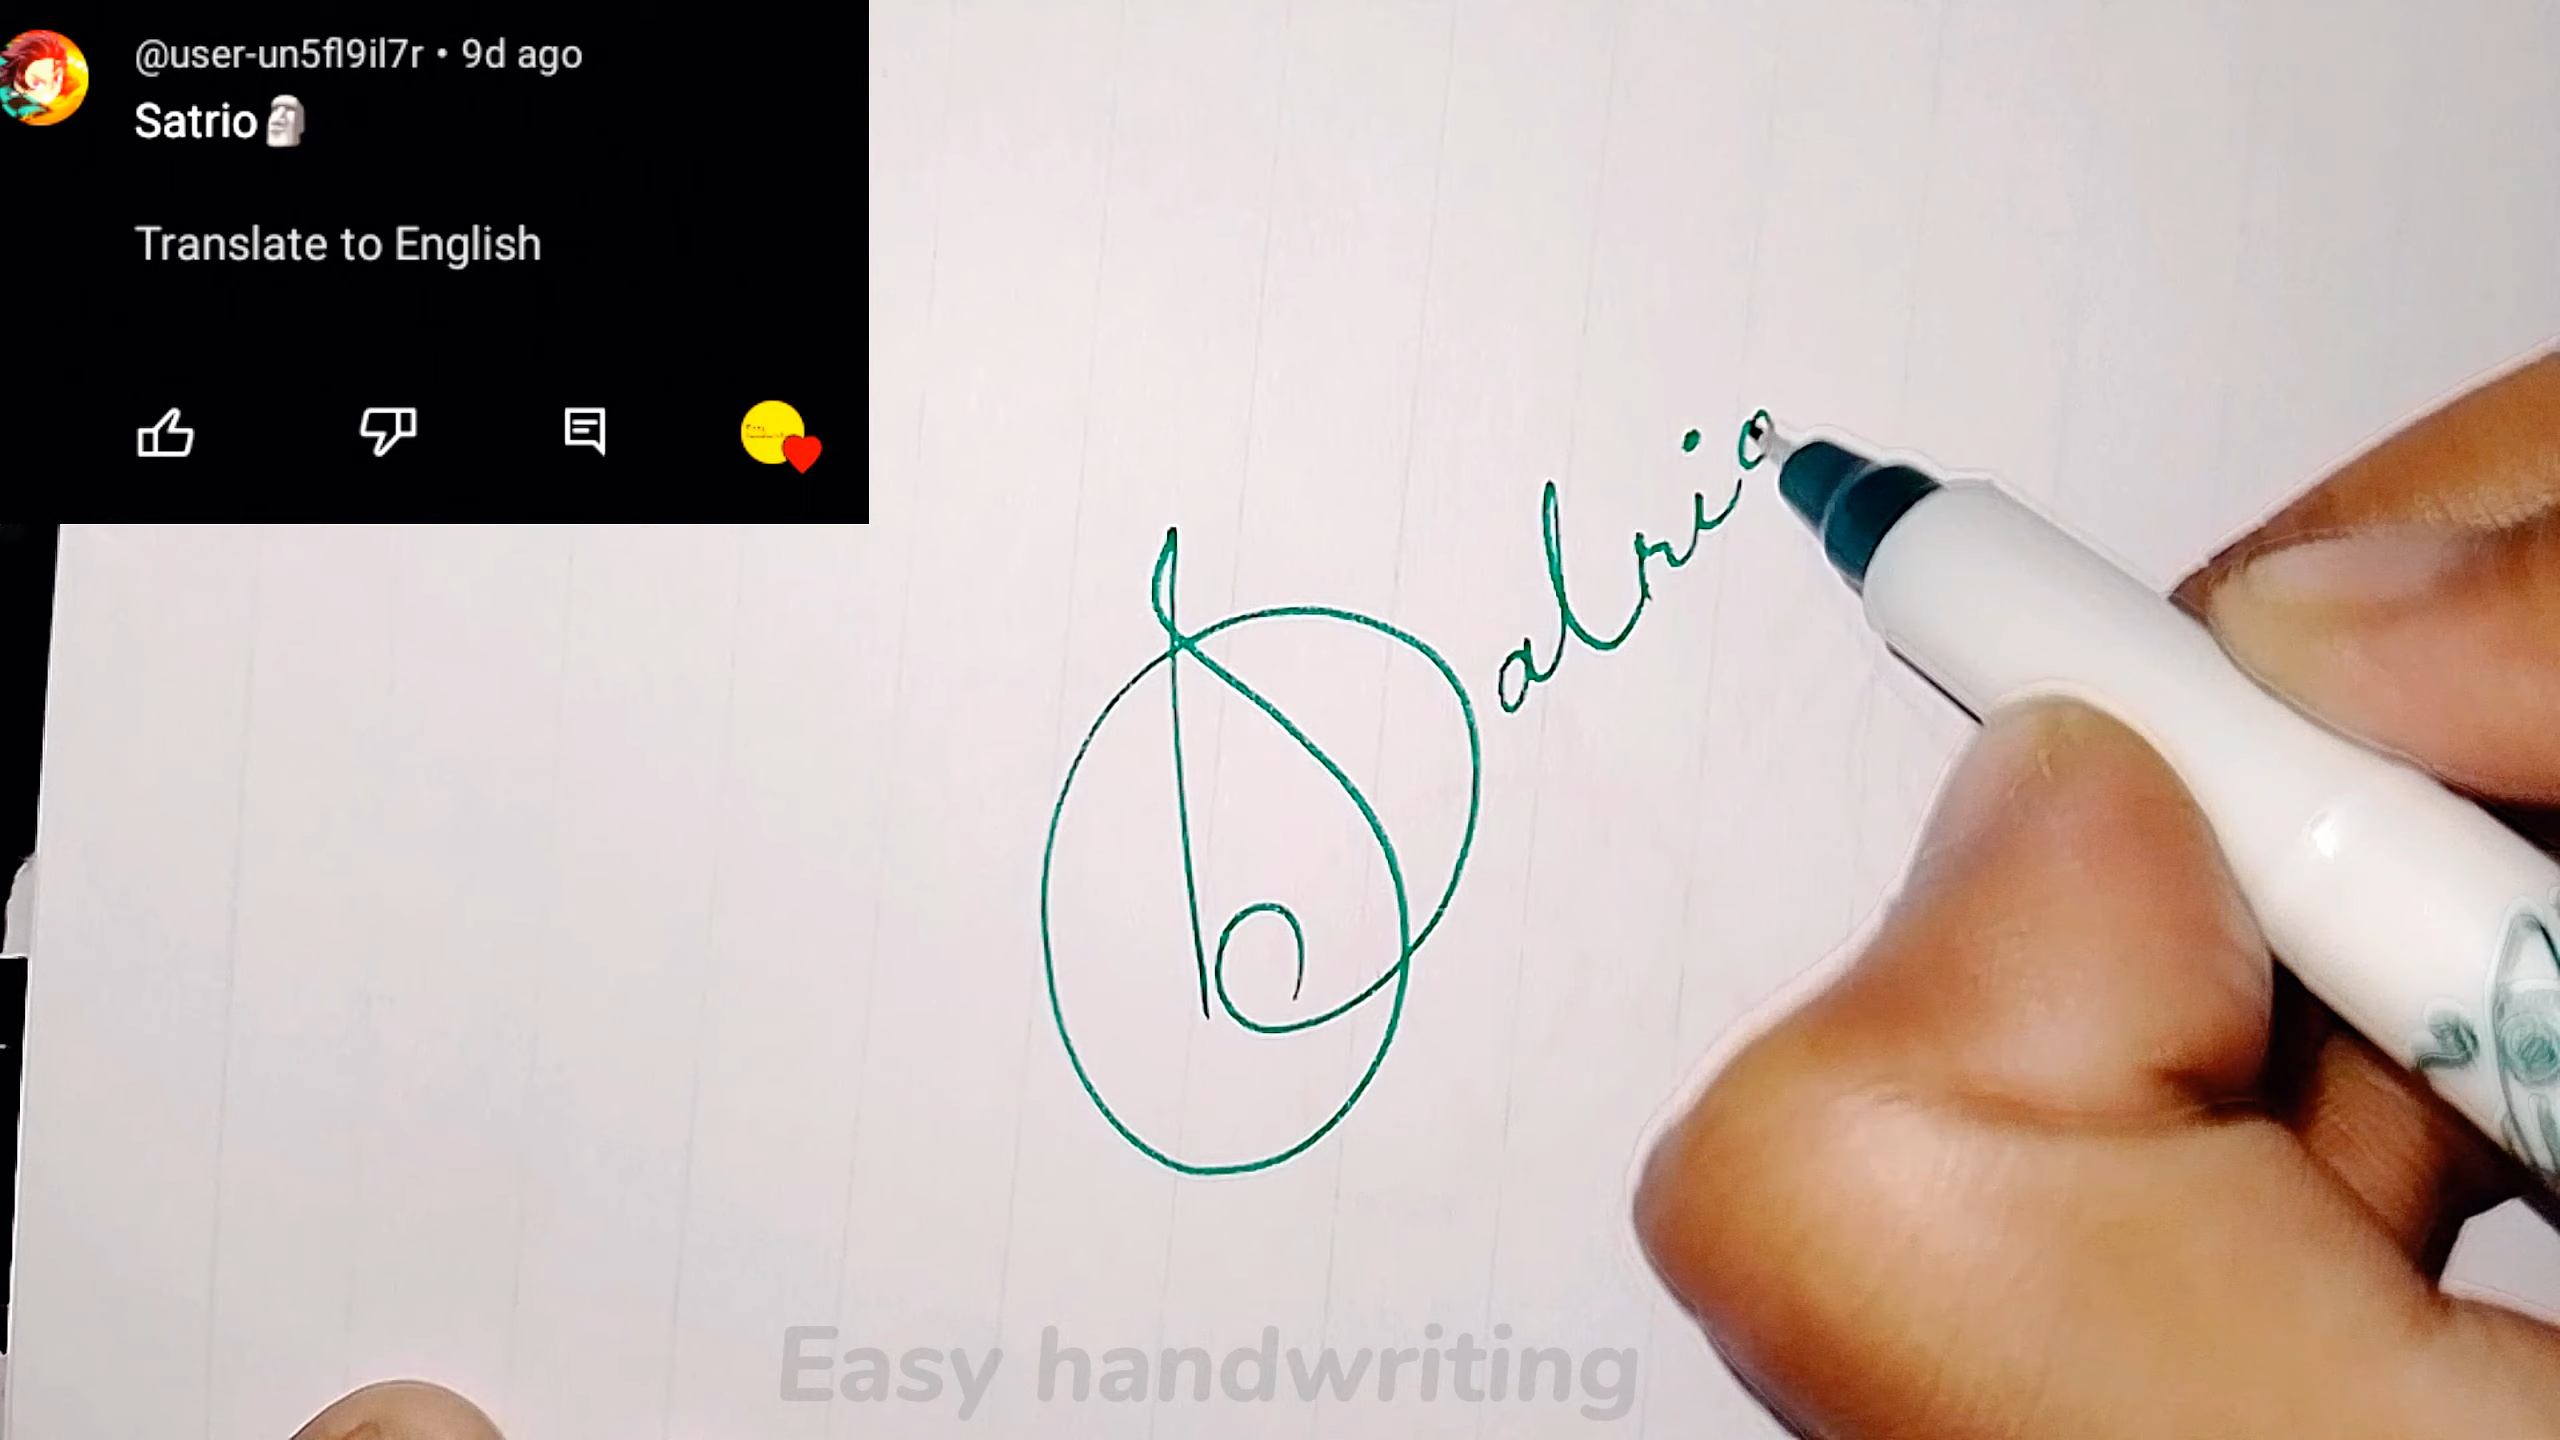 @user-un5fl9il7r • 9d ago
Satrio🗿
Translate to English
Satrio
Easy handwriting